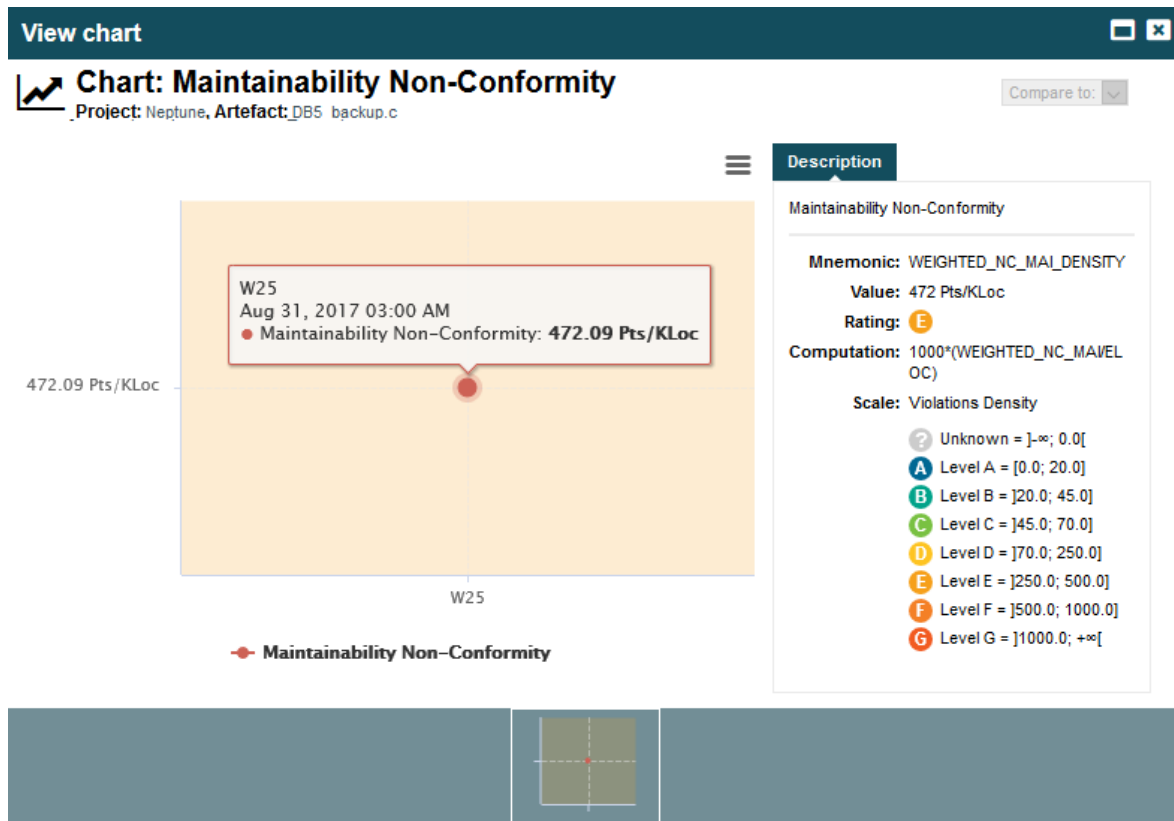 View chart
Chart: Maintainability Non-Conformity
Project: Neptune, Artefact: DB5_backup.c
Compare to:
W25
Aug 31, 2017 03:00 AM
Maintainability Non-Conformity: 472.09 Pts/KLoc
472.09 Pts/KLoc
W25
Maintainability Non-Conformity
Description
Maintainability Non-Conformity
Mnemonic: WEIGHTED_NC_MAI_DENSITY
Value: 472 Pts/KLoc
Rating: E
Computation: 1000*(WEIGHTED_NC_MAI/EL
OC)
Scale: Violations Density
? Unknown = ]-∞; 0.0[
A Level A = [0.0; 20.0]
B Level B = ]20.0; 45.0]
C Level C = ]45.0; 70.0]
D Level D = ]70.0; 250.0]
E Level E = ]250.0; 500.0]
F Level F = ]500.0; 1000.0]
G Level G = ]1000.0; +∞[